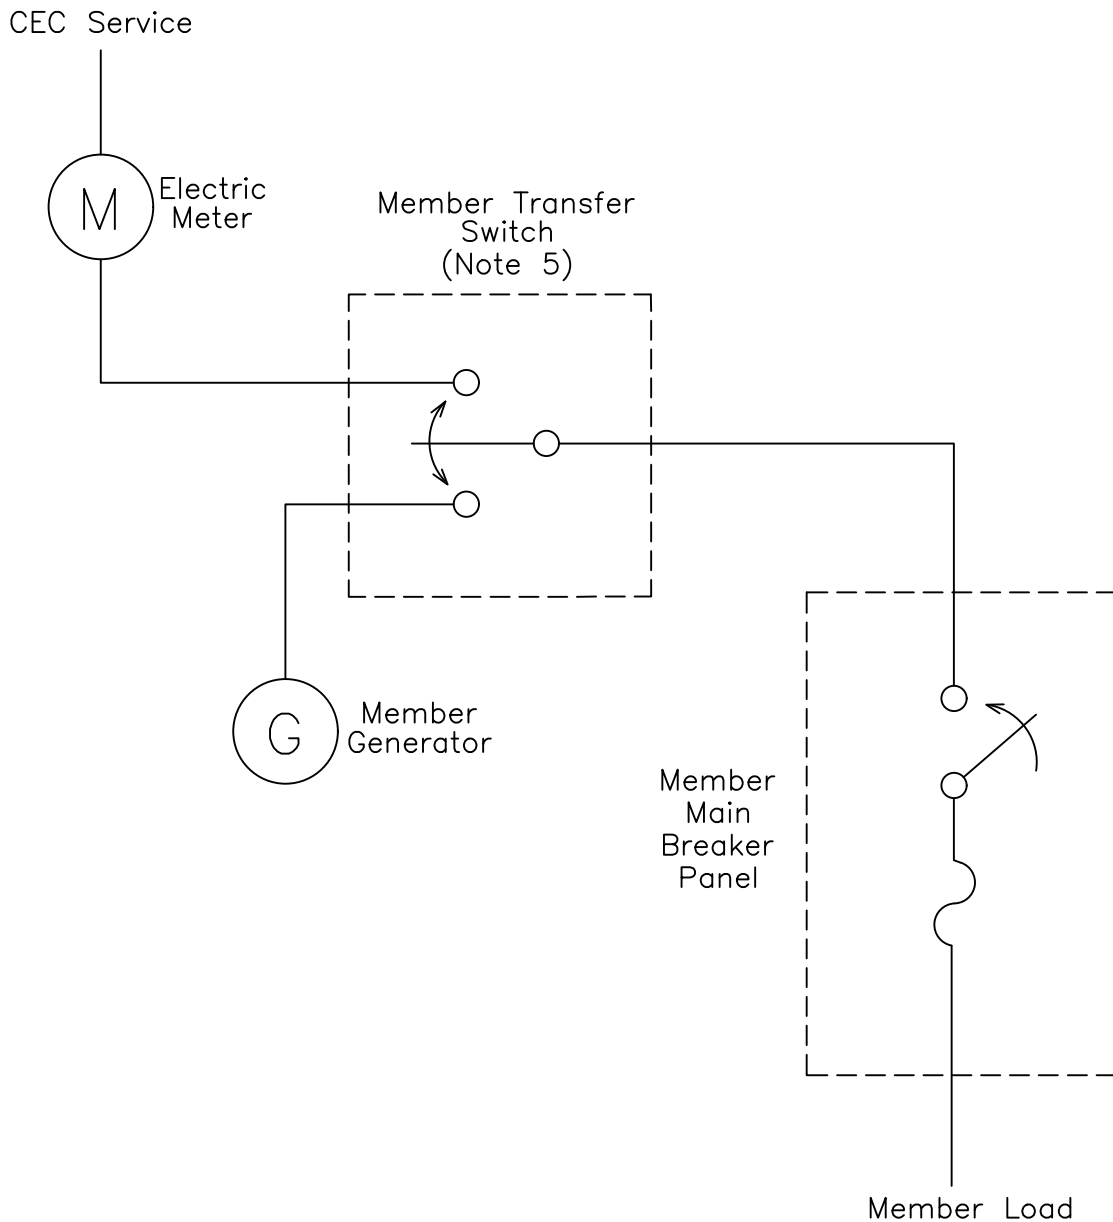 CEC Service
M
Electric
Meter
Member Transfer
Switch
(Note 5)
G
Member
Generator
Member
Main
Breaker
Panel
Member Load